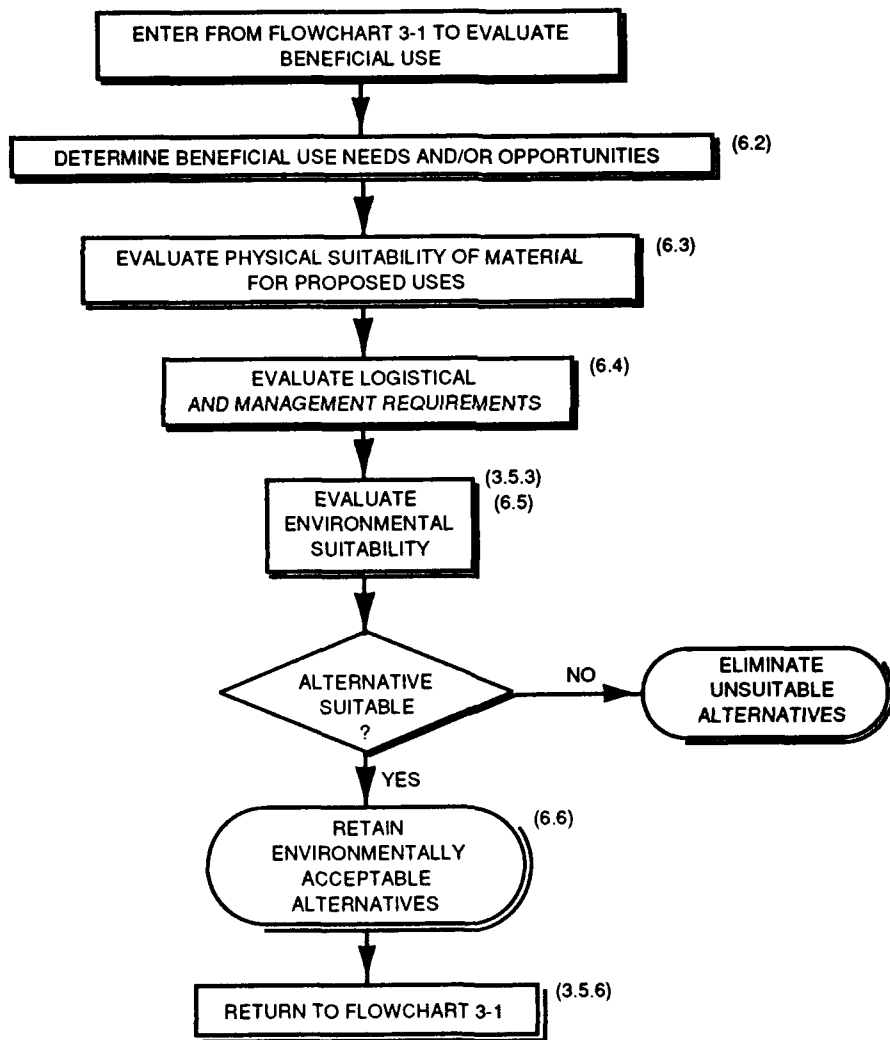 ENTER FROM FLOWCHART 3-1 TO EVALUATE
BENEFICIAL USE
DETERMINE BENEFICIAL USE NEEDS AND/OR OPPORTUNITIES
(6.2)
EVALUATE PHYSICAL SUITABILITY OF MATERIAL
FOR PROPOSED USES
(6.3)
EVALUATE LOGISTICAL
AND MANAGEMENT REQUIREMENTS
(6.4)
EVALUATE
ENVIRONMENTAL
SUITABILITY
(3.5.3)
(6.5)
ALTERNATIVE
SUITABLE
?
NO
ELIMINATE
UNSUITABLE
ALTERNATIVES
YES
RETAIN
ENVIRONMENTALLY
ACCEPTABLE
ALTERNATIVES
(6.6)
RETURN TO FLOWCHART 3-1
(3.5.6)